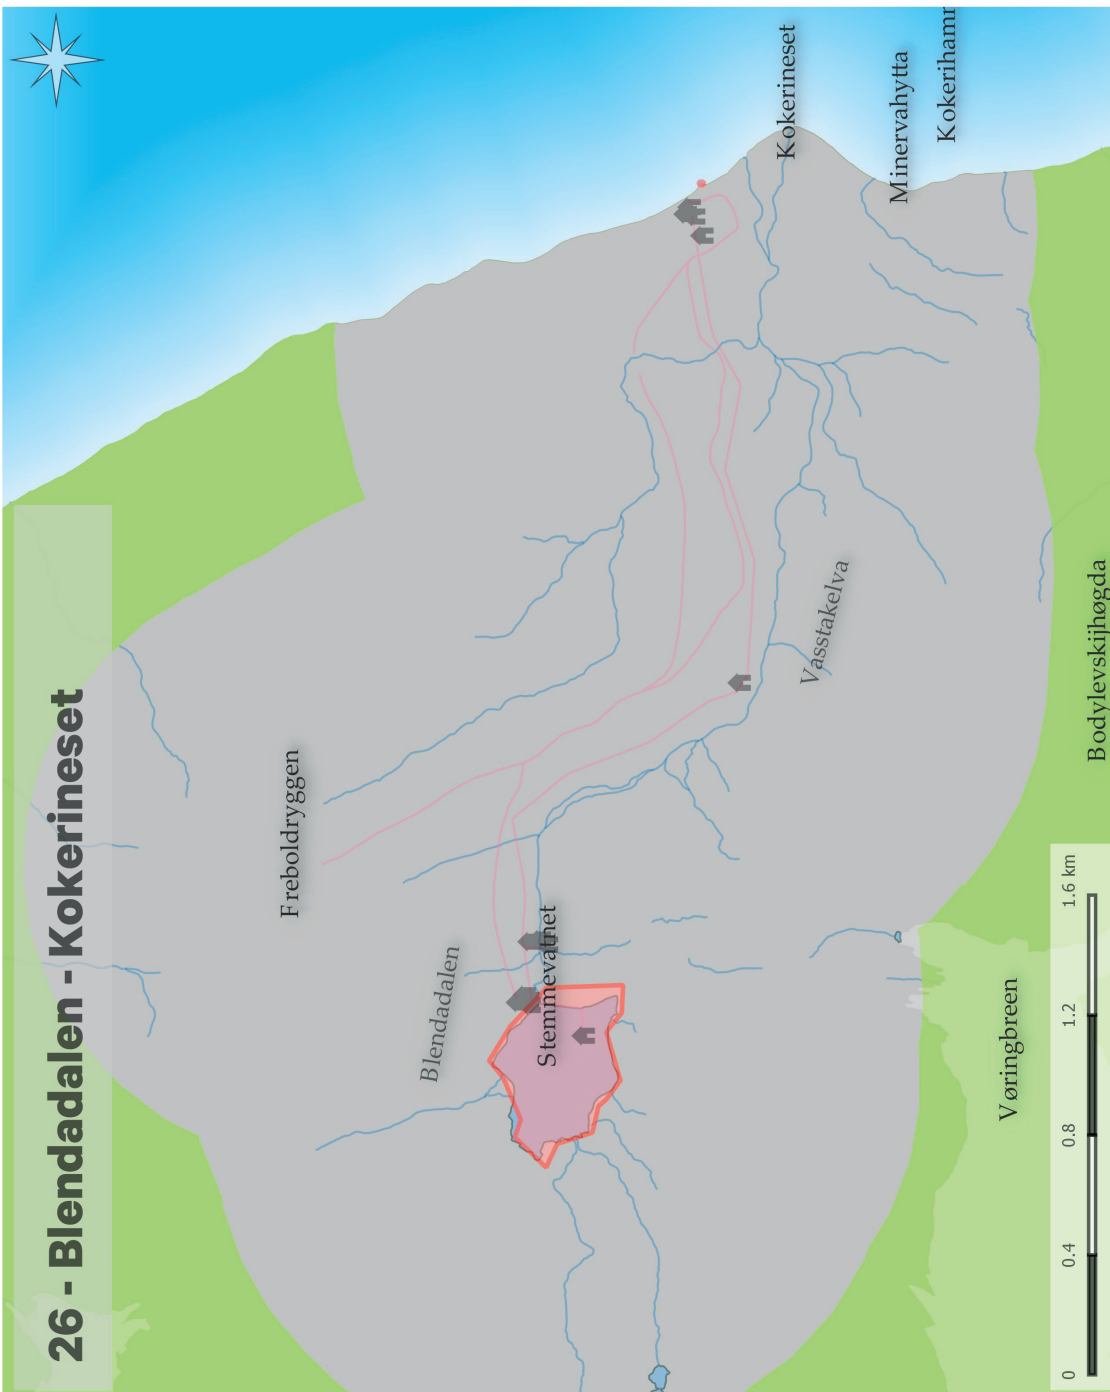 26 - Blendadalen - Kokerineset
Freboldryggen
Blendadalen
Stemmevatnet
Kokerineset
Vasstakelva
Minervahytta
Kokerihamr
Vøringbreen
Bodylevskijhøgda
0 0.4 0.8 1.2 1.6 km